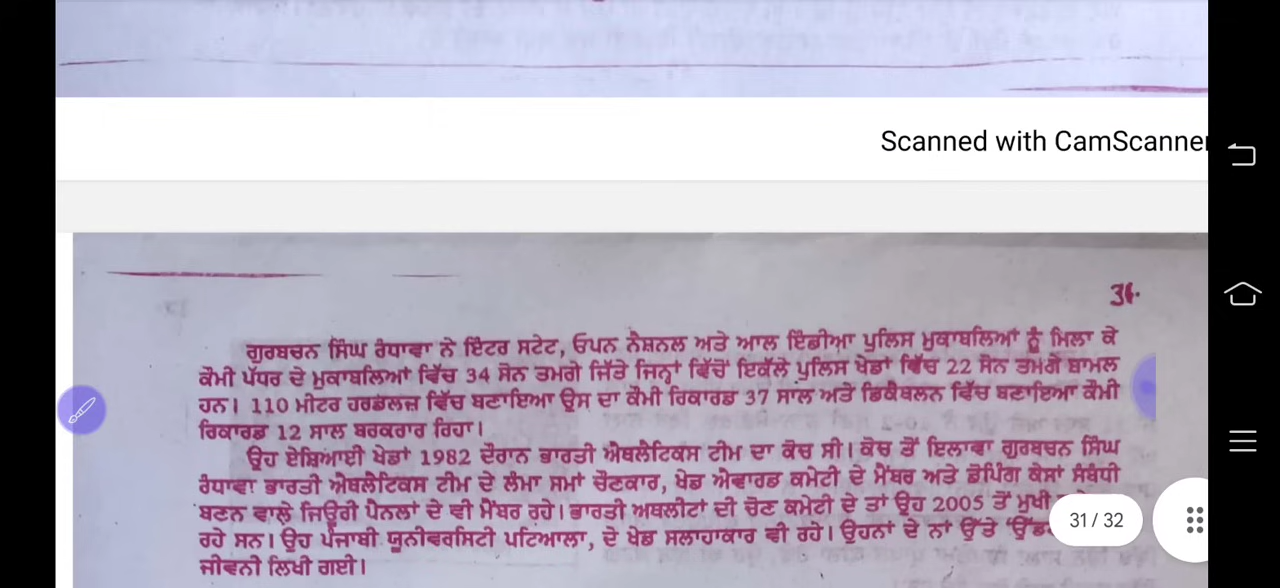 Scanned with CamScanner
36.
ਗੁਰਬਚਨ ਸਿੰਘ ਰੰਧਾਵਾ ਨੇ ਇੰਟਰ ਸਟੇਟ, ਓਪਨ ਨੈਸ਼ਨਲ ਅਤੇ ਆਲ ਇੰਡੀਆ ਪੁਲਿਸ ਮੁਕਾਬਲਿਆਂ ਨੂੰ ਮਿਲਾ ਕੇ
ਕੌਮੀ ਪੱਧਰ ਦੇ ਮੁਕਾਬਲਿਆਂ ਵਿੱਚ 34 ਸੋਨ ਤਮਗੇ ਜਿੱਤੇ ਜਿਨ੍ਹਾਂ ਵਿੱਚੋਂ ਇਕੱਲੇ ਪੁਲਿਸ ਖੇਡਾਂ ਵਿੱਚ 22 ਸੋਨ ਤਮਗੇ ਬਾਮਲ
ਹਨ। 110 ਮੀਟਰ ਹਰਡਲਜ਼ ਵਿੱਚ ਬਣਾਇਆ ਉਸ ਦਾ ਕੌਮੀ ਰਿਕਾਰਡ 37 ਸਾਲ ਅਤੇ ਡਿਕੈਥਲਨ ਵਿੱਚ ਬਣਾਇਆ ਕੌਮੀ
ਰਿਕਾਰਡ 12 ਸਾਲ ਬਰਕਰਾਰ ਰਿਹਾ।
ਉਹ ਏਸ਼ਿਆਈ ਖੇਡਾਂ 1982 ਦੌਰਾਨ ਭਾਰਤੀ ਐਥਲੈਟਿਕਸ ਟੀਮ ਦਾ ਕੋਚ ਸੀ। ਕੋਚ ਤੋਂ ਇਲਾਵਾ ਗੁਰਬਚਨ ਸਿੰਘ
ਰੰਧਾਵਾ ਭਾਰਤੀ ਐਥਲੈਟਿਕਸ ਟੀਮ ਦੇ ਲੰਮਾ ਸਮਾਂ ਚੋਣਕਾਰ, ਖੇਡ ਐਵਾਰਡ ਕਮੇਟੀ ਦੇ ਮੈਂਬਰ ਅਤੇ ਡੋਪਿੰਗ ਕੇਸਾਂ ਸੰਬੰਧੀ
ਬਣਨ ਵਾਲੇ ਜਿਊਰੀ ਪੈਨਲਾਂ ਦੇ ਵੀ ਮੈਂਬਰ ਰਹੇ। ਭਾਰਤੀ ਅਥਲੀਟਾਂ ਦੀ ਚੋਣ ਕਮੇਟੀ ਦੇ ਤਾਂ ਉਹ 2005 ਤੋਂ ਮੁਖੀ
ਰਹੇ ਸਨ। ਉਹ ਪੰਜਾਬੀ ਯੂਨੀਵਰਸਿਟੀ ਪਟਿਆਲਾ, ਦੇ ਖੇਡ ਸਲਾਹਾਕਾਰ ਵੀ ਰਹੇ। ਉਹਨਾਂ ਦੇ ਨਾਂ ਉੱਤੇ
ਜੀਵਨੀ ਲਿਖੀ ਗਈ।
31 / 32